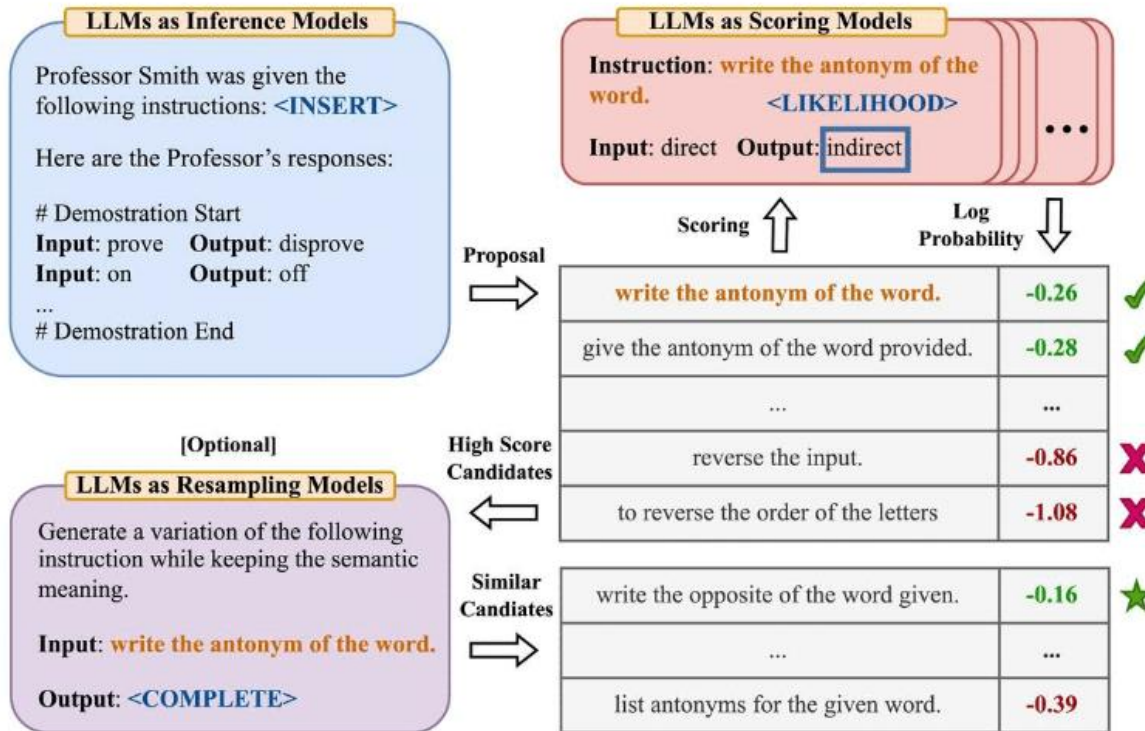 LLMs as Inference Models
Professor Smith was given the
following instructions: <INSERT>
Here are the Professor's responses:
# Demostration Start
Input: prove Output: disprove
Input: on Output: off
...
# Demostration End
LLMs as Scoring Models
Instruction: write the antonym of the
word.
<LIKELIHOOD>
Input: direct Output: indirect
...
Scoring
Log
Probability
Proposal
write the antonym of the word. -0.26
give the antonym of the word provided. -0.28
... ...
reverse the input. -0.86
to reverse the order of the letters -1.08
High Score
Candidates
[Optional]
LLMs as Resampling Models
Generate a variation of the following
instruction while keeping the semantic
meaning.
Input: write the antonym of the word.
Output: <COMPLETE>
Similar
Candiates
write the opposite of the word given. -0.16
... ...
list antonyms for the given word. -0.39